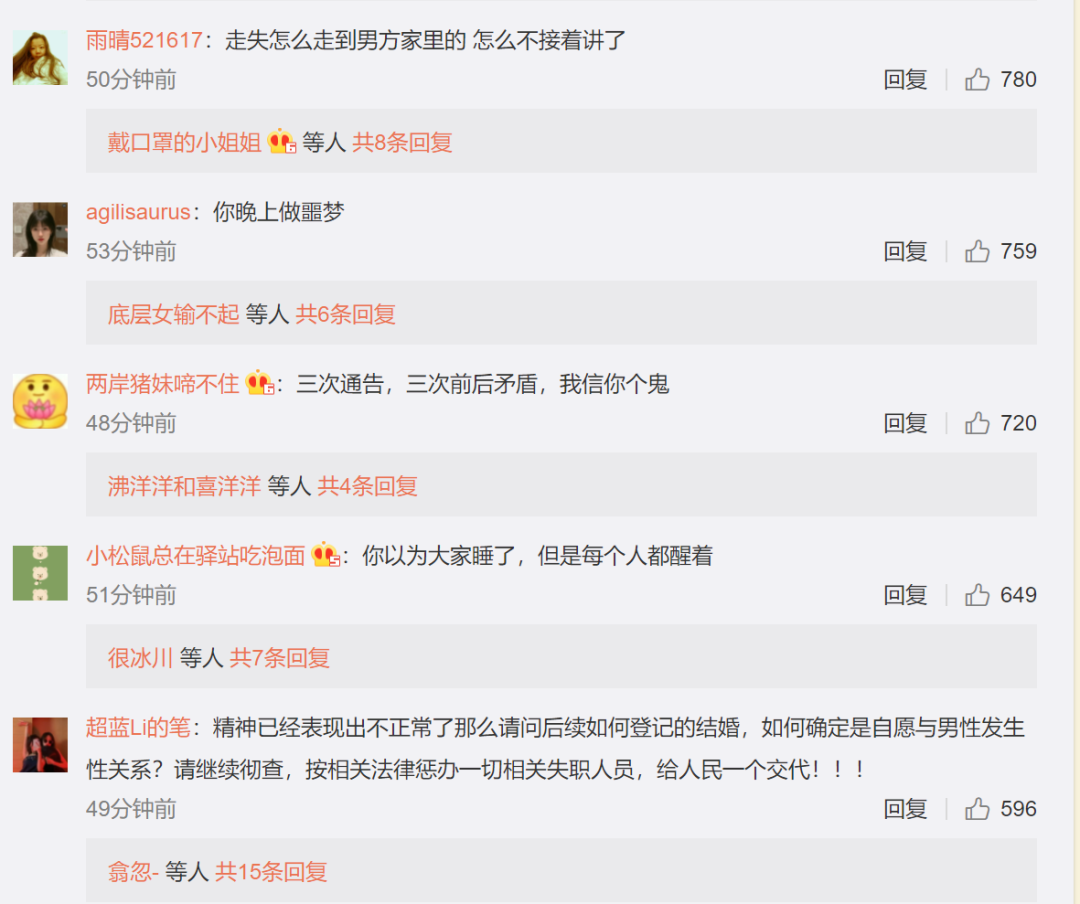 雨晴521617：走失怎么走到男方家里的 怎么不接着讲了
50分钟前 回复 780
戴口罩的小姐姐 等人 共8条回复
agilisaurus：你晚上做噩梦
53分钟前 回复 759
底层女输不起 等人 共6条回复
两岸猪妹啼不住 ：三次通告，三次前后矛盾，我信你个鬼
48分钟前 回复 720
沸洋洋和喜洋洋 等人 共4条回复
小松鼠总在驿站吃泡面 ：你以为大家睡了，但是每个人都醒着
51分钟前 回复 649
很冰川 等人 共7条回复
超蓝Li的笔：精神已经表现出不正常了那么请问后续如何登记的结婚，如何确定是自愿与男性发生
性关系？请继续彻查，按相关法律惩办一切相关失职人员，给人民一个交代！！！
49分钟前 回复 596
翕忽- 等人 共15条回复